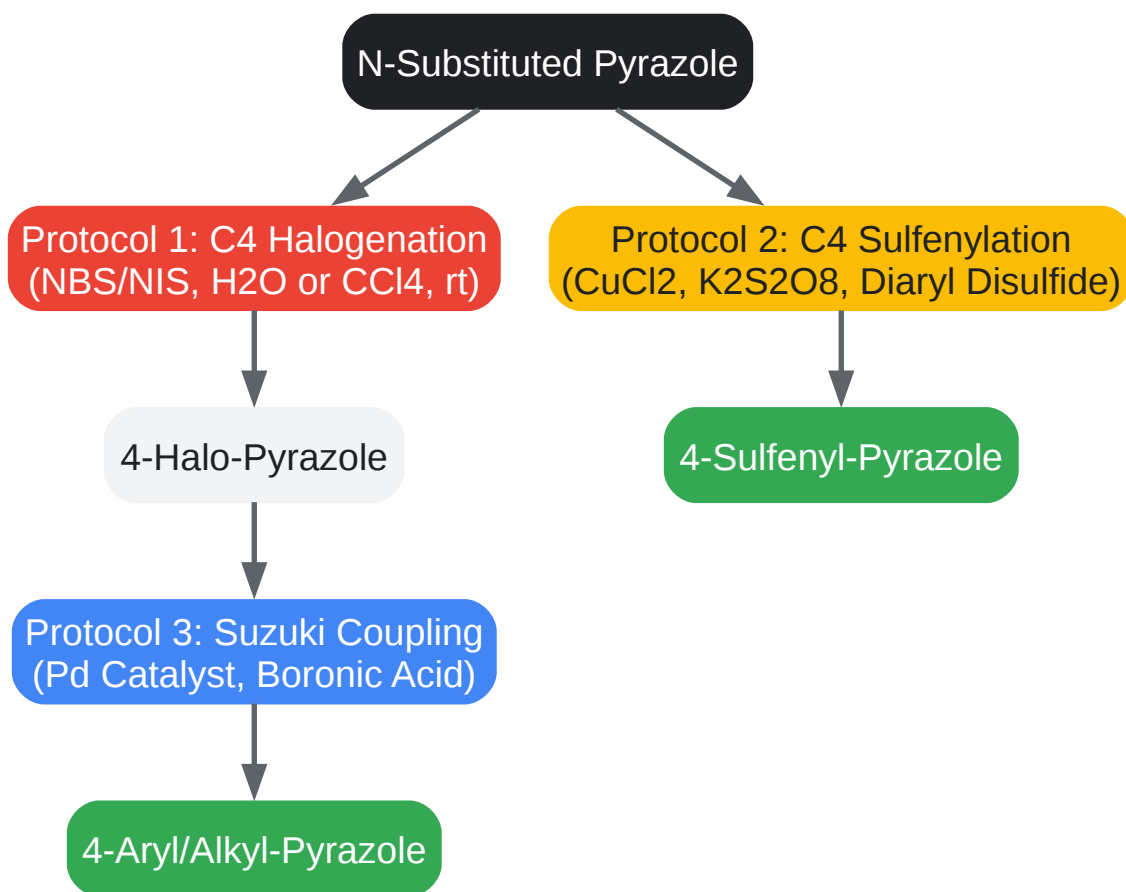 N-Substituted Pyrazole
Protocol 1: C4 Halogenation
(NBS/NIS, H2O or CCl4, rt)
Protocol 2: C4 Sulfenylation
(CuCl2, K2S2O8, Diaryl Disulfide)
4-Halo-Pyrazole
4-Sulfenyl-Pyrazole
Protocol 3: Suzuki Coupling
(Pd Catalyst, Boronic Acid)
4-Aryl/Alkyl-Pyrazole